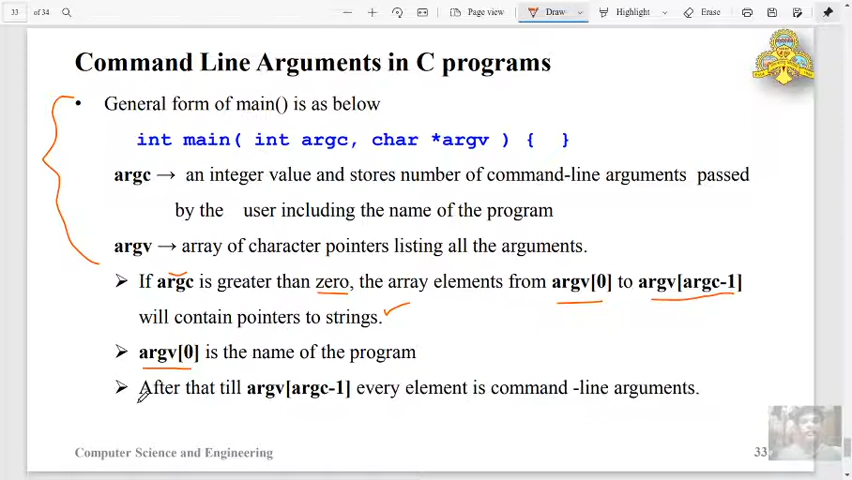 33 of 34
Page view
Draw
Highlight
Erase
Command Line Arguments in C programs
• General form of main() is as below
int main( int argc, char *argv ) { }
argc → an integer value and stores number of command-line arguments passed
by the user including the name of the program
argv → array of character pointers listing all the arguments.
➢ If argc is greater than zero, the array elements from argv[0] to argv[argc-1]
will contain pointers to strings.
➢ argv[0] is the name of the program
➢ After that till argv[argc-1] every element is command -line arguments.
Computer Science and Engineering
33